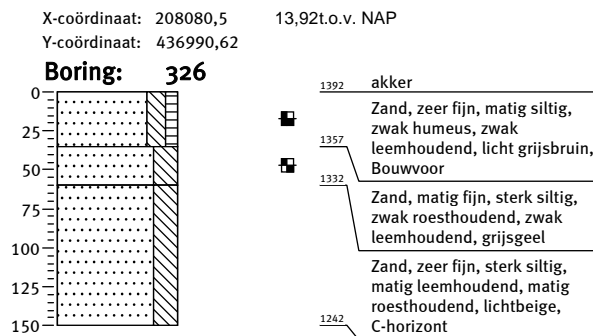 X-coördinaat: 208080,5 13,92t.o.v. NAP
Y-coördinaat: 436990,62
Boring: 326
0
25
50
75
100
125
150
1392 akker
Zand, zeer fijn, matig siltig,
zwak humeus, zwak
leemhoudend, licht grijsbruin,
Bouwvoor
1357
1332
Zand, matig fijn, sterk siltig,
zwak roesthoudend, zwak
leemhoudend, grijsgeel
Zand, zeer fijn, sterk siltig,
matig leemhoudend, matig
roesthoudend, lichtbeige,
C-horizont
1242